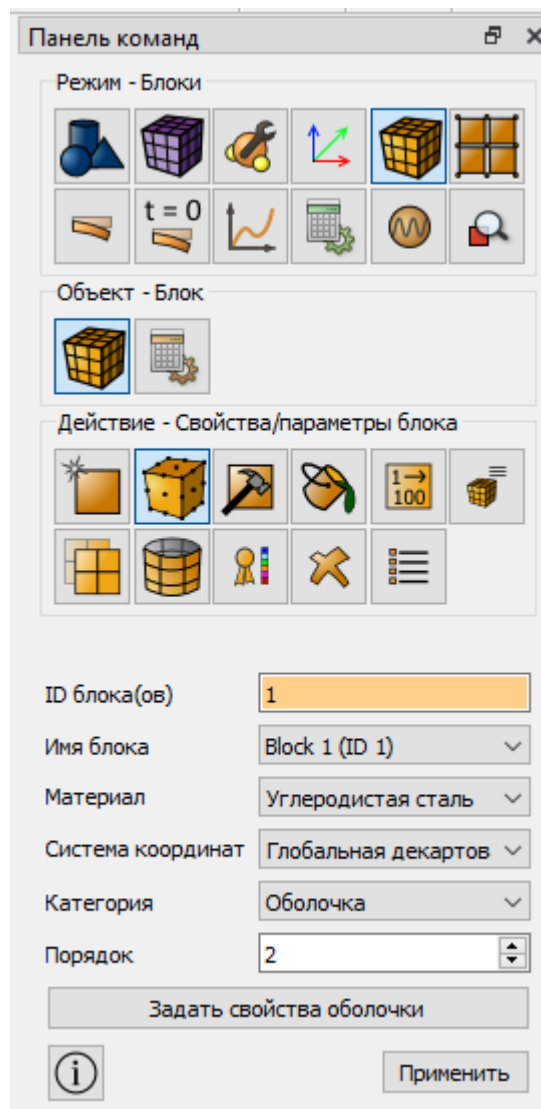 Панель команд
Режим - Блоки
t = 0
Объект - Блок
Действие - Свойства/параметры блока
1→
100
ID блока(ов) 1
Имя блока Block 1 (ID 1)
Материал Углеродистая сталь
Система координат Глобальная декартов
Категория Оболочка
Порядок 2
Задать свойства оболочки
Применить